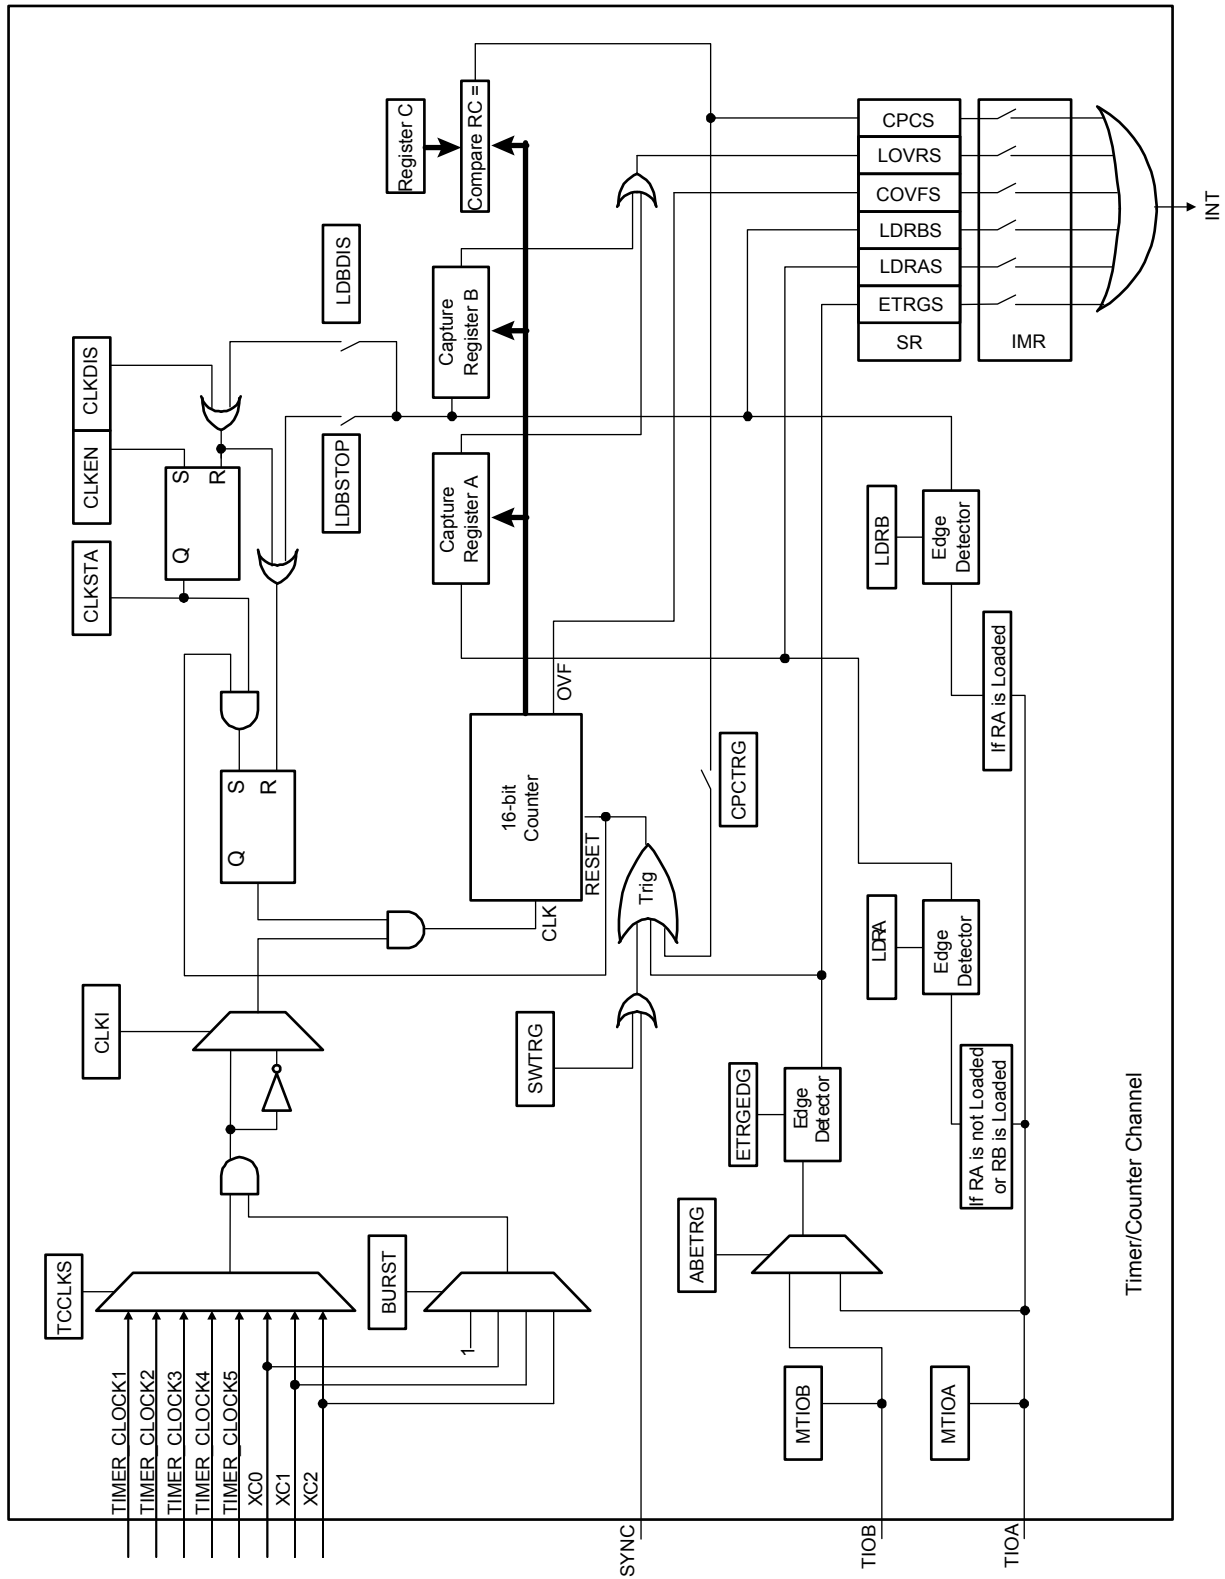 TCCLKS
TIMER_CLOCK1
TIMER_CLOCK2
TIMER_CLOCK3
TIMER_CLOCK4
TIMER_CLOCK5
XC0
XC1
XC2
CLKI
BURST
1
CLKSTA
CLKEN
CLKDIS
Q
S
R
Q
S
R
LDBSTOP
LDBDIS
Register C
Capture
Register A
Capture
Register B
Compare RC =
16-bit
Counter
CLK
OVF
RESET
SYNC
SWTRG
Trig
CPCTRG
ABETRG
ETRGEDG
Edge
Detector
MTIOB
TIOB
MTIOA
TIOA
LDRA
Edge
Detector
If RA is not Loaded
or RB is Loaded
LDRB
Edge
Detector
If RA is Loaded
CPCS
LOVRS
COVFS
LDRBS
LDRAS
ETRGS
SR
IMR
INT
Timer/Counter Channel